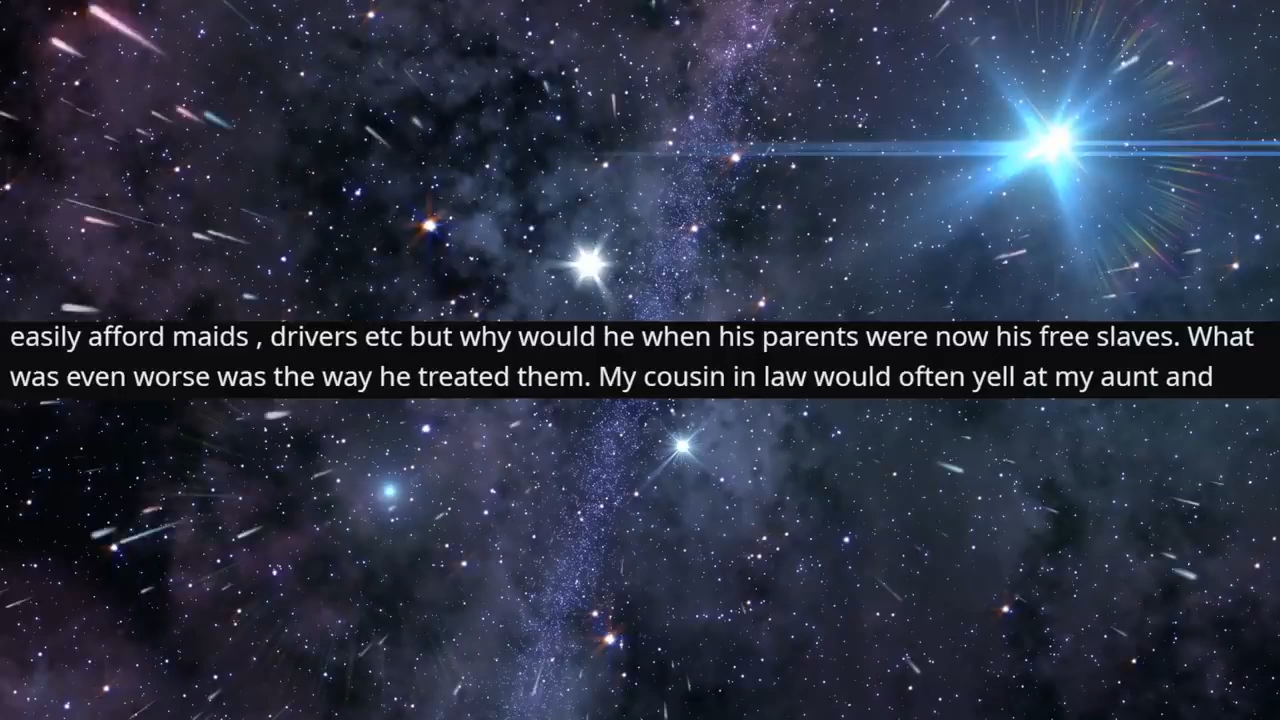 easily afford maids , drivers etc but why would he when his parents were now his free slaves. What
was even worse was the way he treated them. My cousin in law would often yell at my aunt and